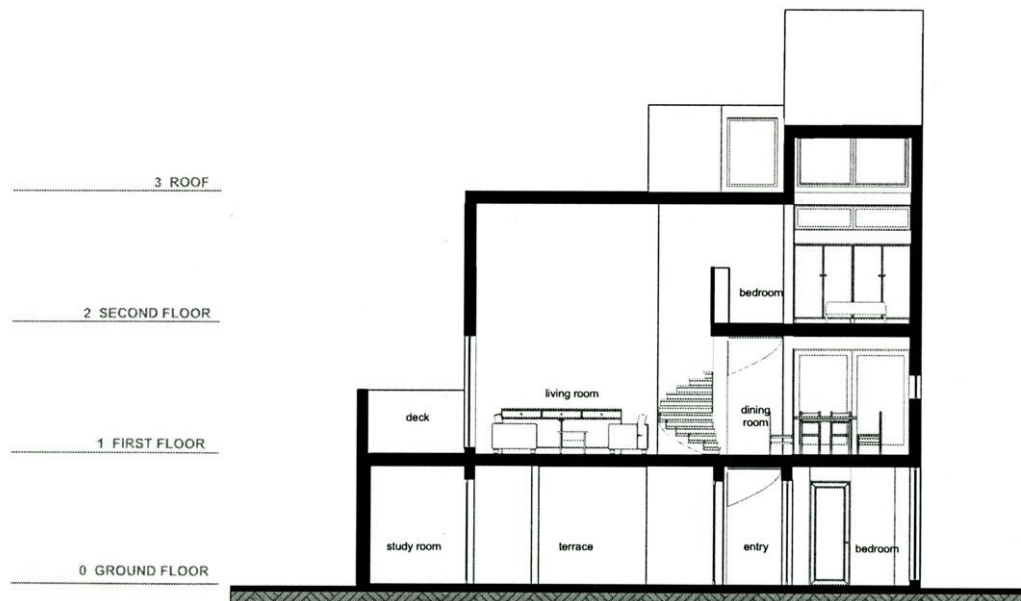 3 ROOF
2 SECOND FLOOR
bedroom
living room
deck
dining
room
1 FIRST FLOOR
study room
terrace
entry
bedroom
0 GROUND FLOOR